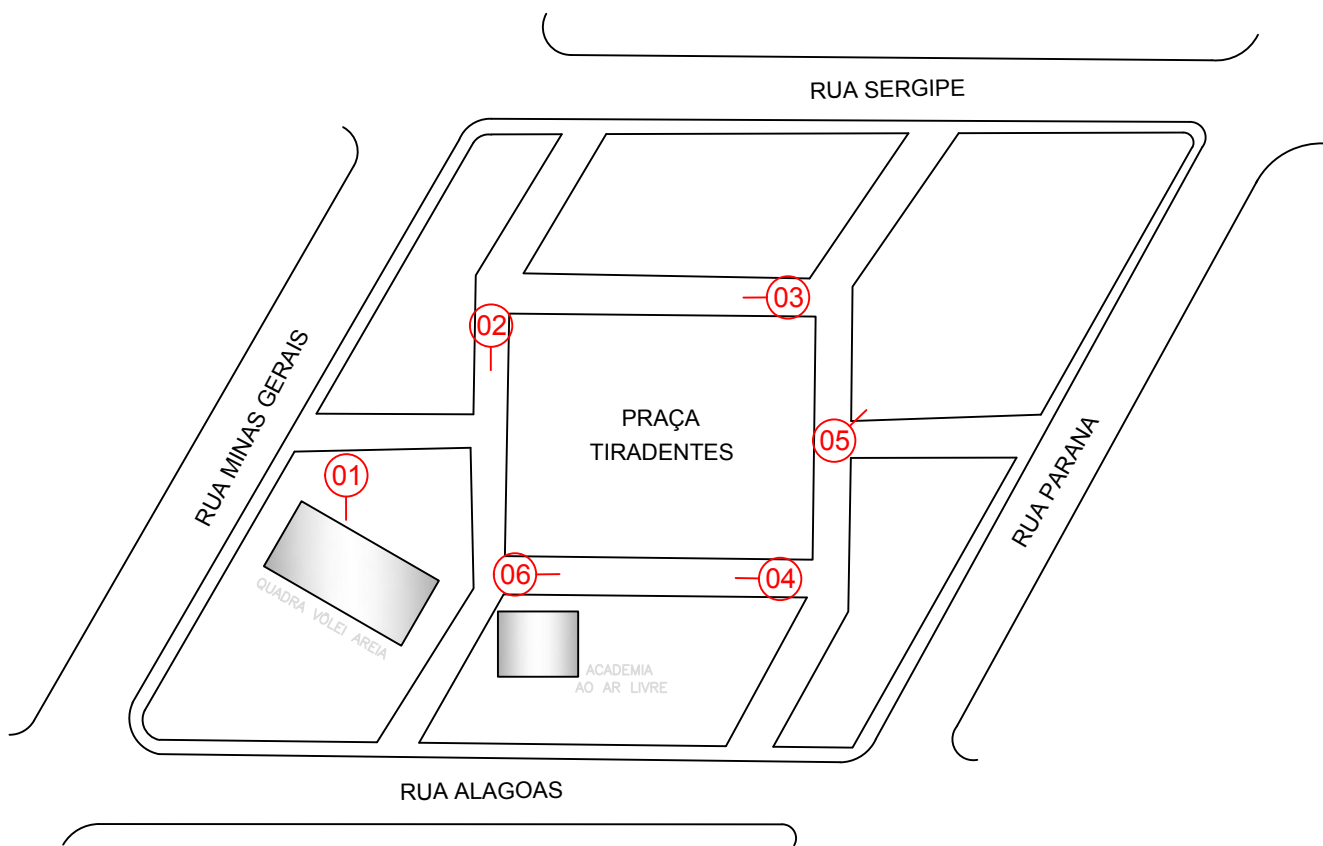 RUA SERGIPE
03
02
RUA MINAS GERAIS
PRAÇA
TIRADENTES
05
RUA PARANA
01
06
04
QUADRA VÔLEI AREIA
ACADEMIA
AO AR LIVRE
RUA ALAGOAS